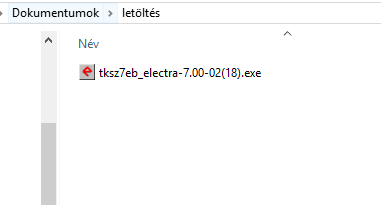 Dokumentumok > letöltés
Név
tksz7eb_electra-7.00-02(18).exe